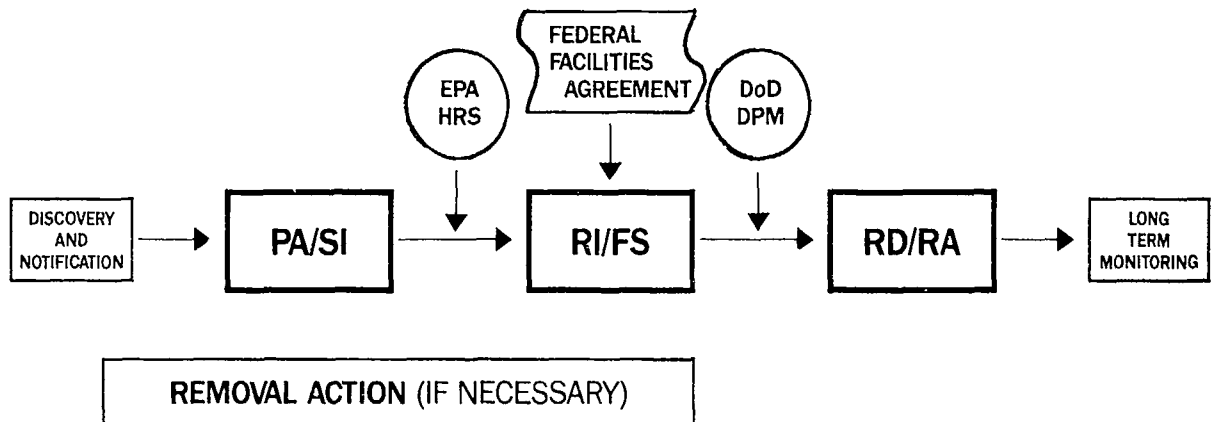 FEDERAL
FACILITIES
AGREEMENT
EPA
HRS
DoD
DPM
DISCOVERY
AND
NOTIFICATION
PA/SI
RI/FS
RD/RA
LONG
TERM
MONITORING
REMOVAL ACTION (IF NECESSARY)